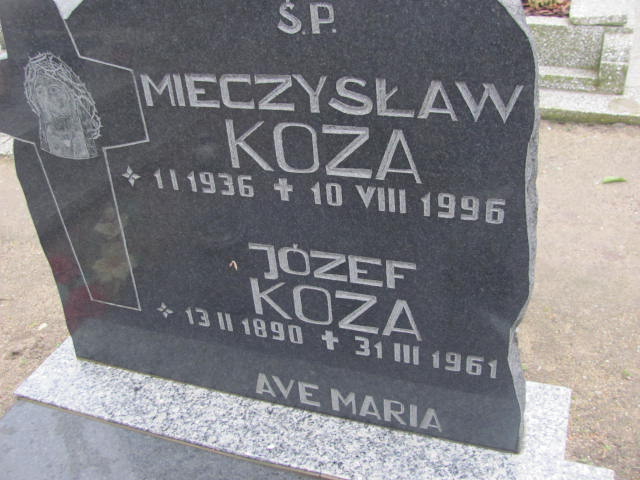 Ś.P.
MIECZYSŁAW
KOZA
1 I 1936 ✝ 10 VIII 1996
JÓZEF
KOZA
13 II 1890 ✝ 31 III 1961
AVE MARIA